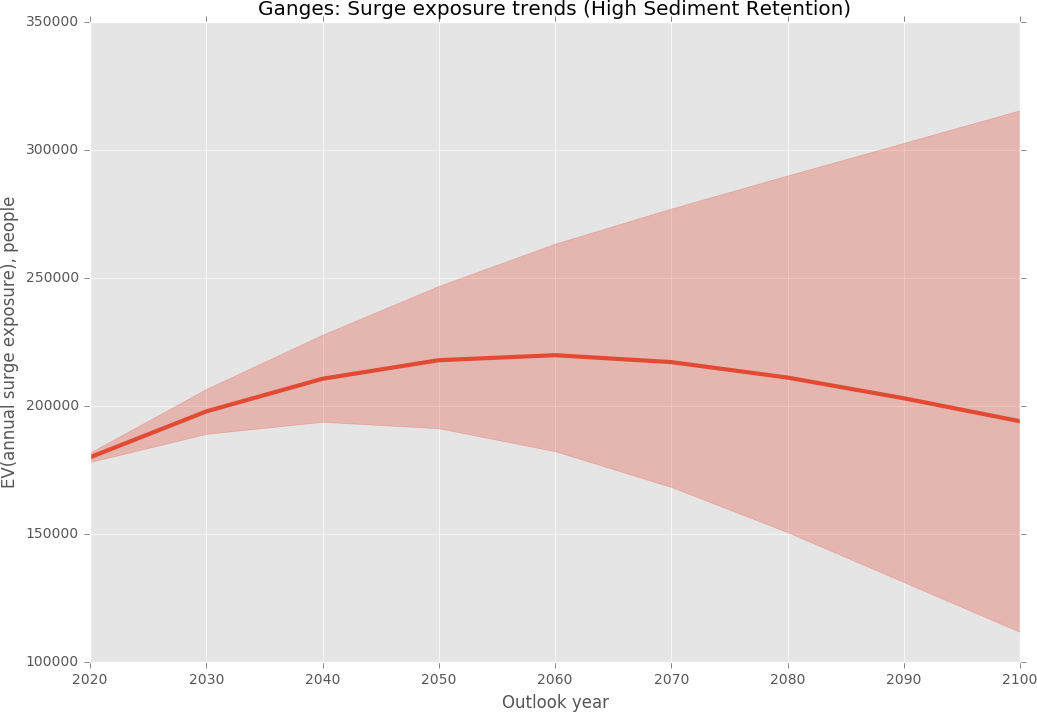 Ganges: Surge exposure trends (High Sediment Retention)
EV(annual surge exposure), people
350000
300000
250000
200000
150000
100000
2020 2030 2040 2050 2060 2070 2080 2090 2100
Outlook year